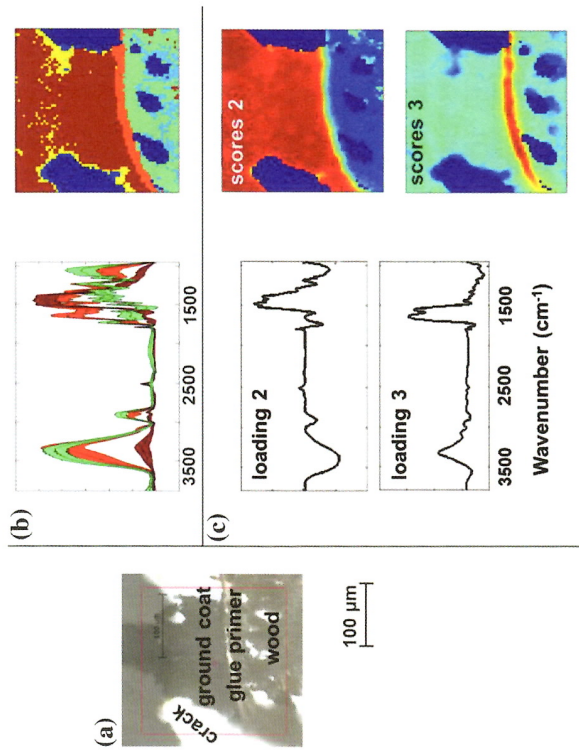 (a)
crack
ground coat
glue primer
wood
100 µm
(b)
3500
2500
1500
(c)
loading 2
scores 2
loading 3
scores 3
3500
2500
1500
Wavenumber (cm⁻¹)